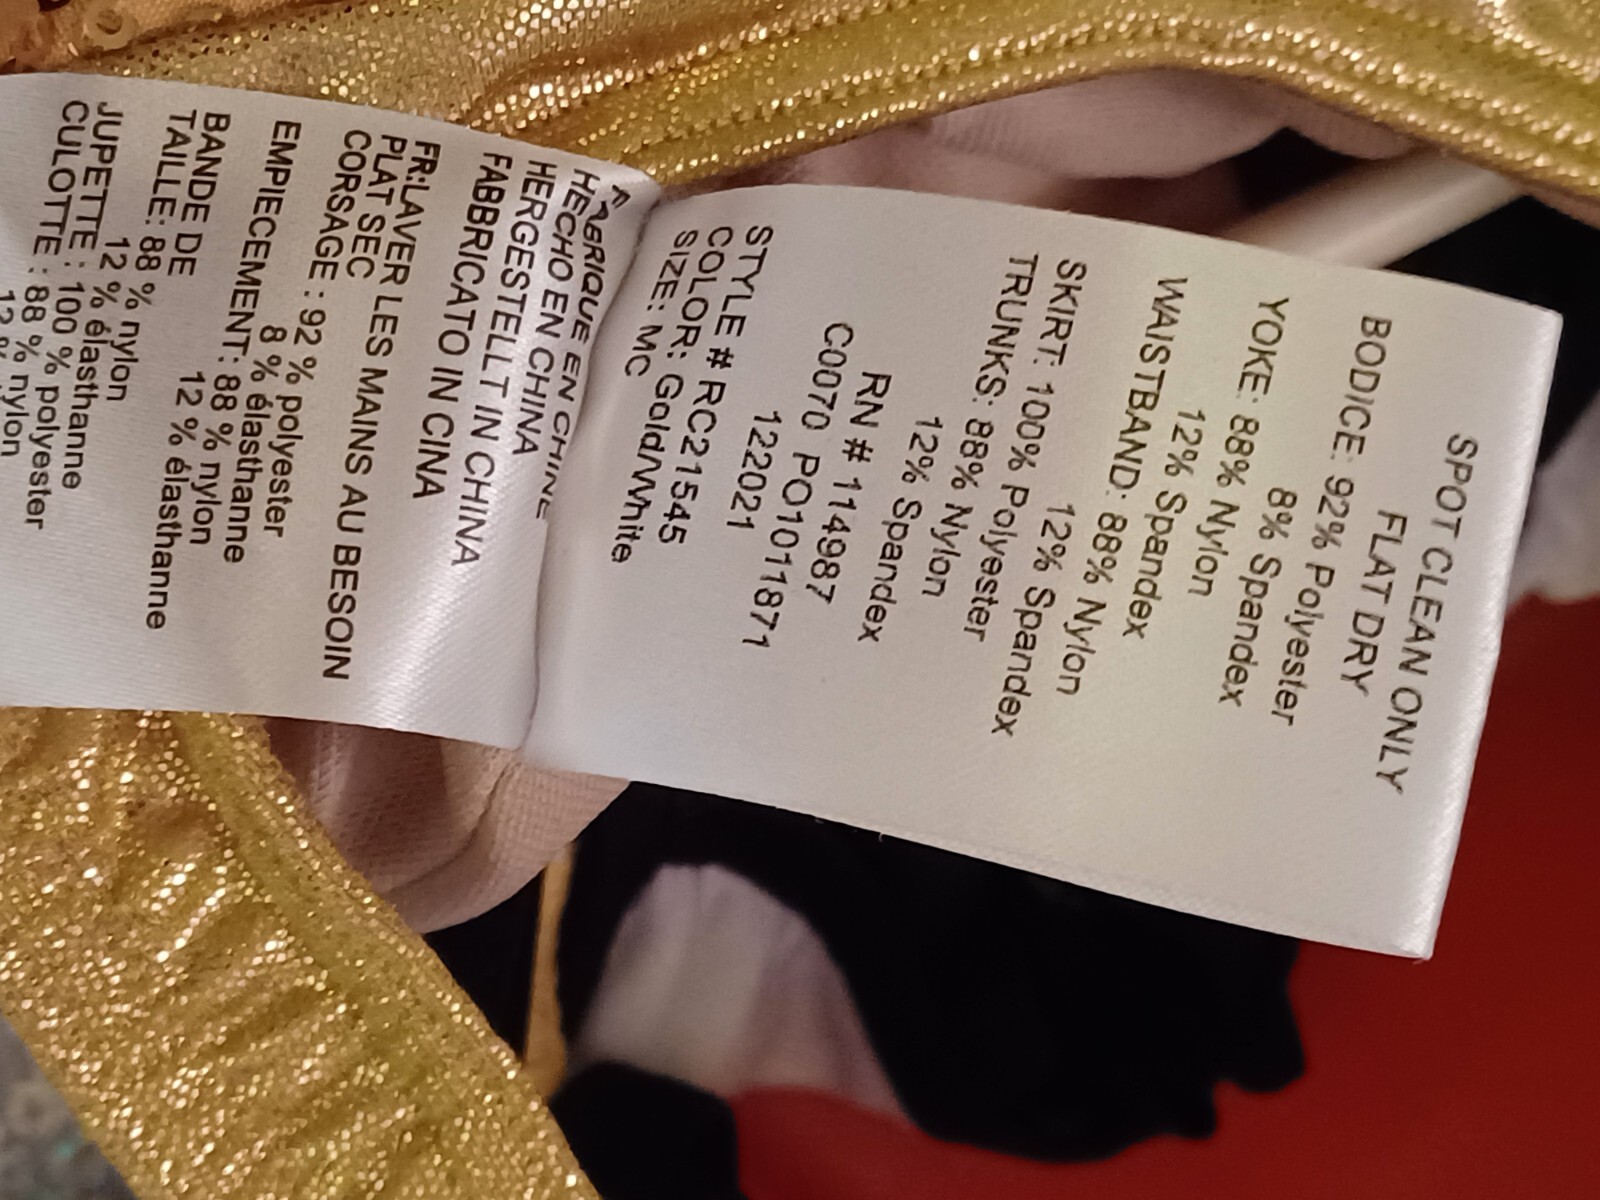 SPOT CLEAN ONLY
FLAT DRY
BODICE: 92% Polyester
8% Spandex
YOKE: 88% Nylon
12% Spandex
WAISTBAND: 88% Nylon
12% Spandex
SKIRT: 100% Polyester
TRUNKS: 88% Nylon
12% Spandex
RN # 114987
C0070 PO1011871
122021
STYLE # RC21545
COLOR: Gold/White
SIZE: MC
FABRIQUE EN CHINE
HECHO EN CHINA
HERGESTELLT IN CHINA
FABBRICATO IN CINA
FR:LAVER LES MAINS AU BESOIN
PLAT SEC
CORSAGE : 92 % polyester
8 % élasthanne
EMPIECEMENT: 88 % nylon
12 % élasthanne
BANDE DE
TAILLE: 88 % nylon
12 % élasthanne
JUPETTE : 100 % polyester
CULOTTE : 88 % nylon